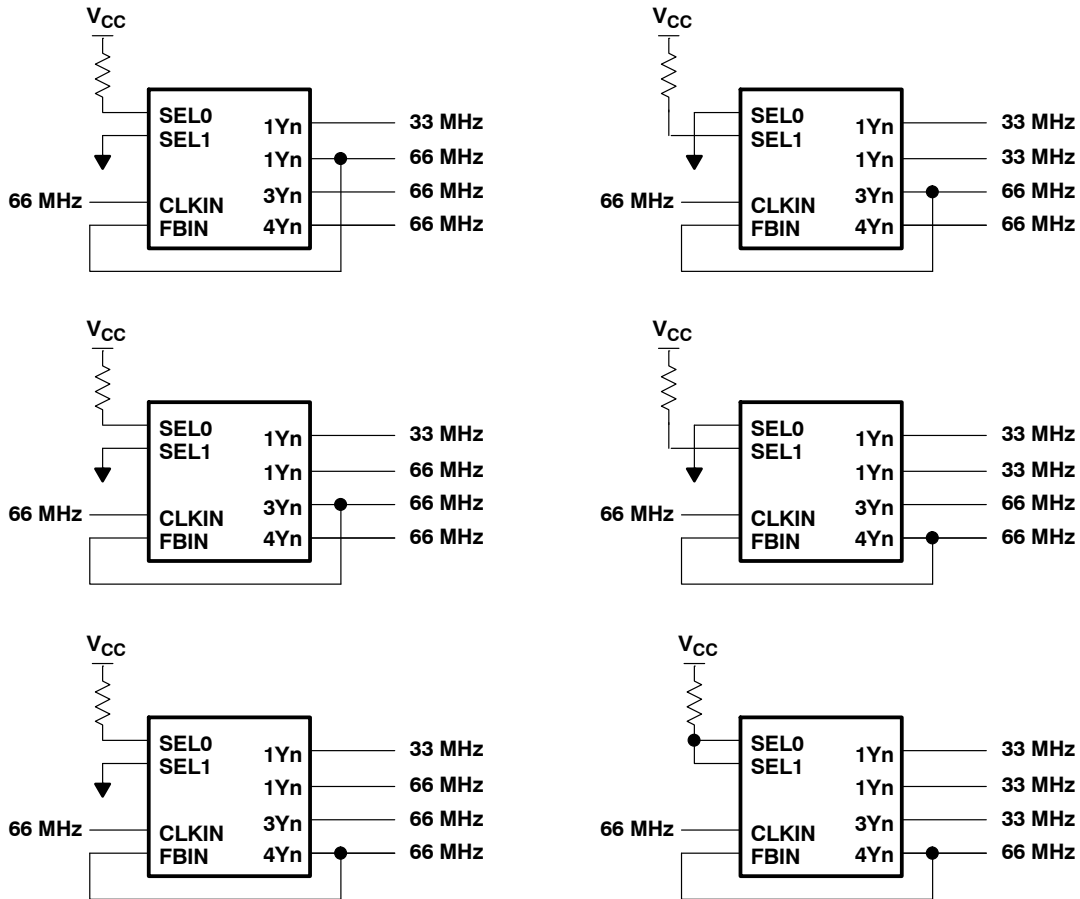 VCC
SEL0
SEL1
CLKIN
FBIN
1Yn
1Yn
3Yn
4Yn
66 MHz
33 MHz
66 MHz
66 MHz
66 MHz
VCC
SEL0
SEL1
CLKIN
FBIN
1Yn
1Yn
3Yn
4Yn
66 MHz
33 MHz
33 MHz
66 MHz
66 MHz
VCC
SEL0
SEL1
CLKIN
FBIN
1Yn
1Yn
3Yn
4Yn
66 MHz
33 MHz
66 MHz
66 MHz
66 MHz
VCC
SEL0
SEL1
CLKIN
FBIN
1Yn
1Yn
3Yn
4Yn
66 MHz
33 MHz
33 MHz
66 MHz
66 MHz
VCC
SEL0
SEL1
CLKIN
FBIN
1Yn
1Yn
3Yn
4Yn
66 MHz
33 MHz
66 MHz
66 MHz
66 MHz
VCC
SEL0
SEL1
CLKIN
FBIN
1Yn
1Yn
3Yn
4Yn
66 MHz
33 MHz
33 MHz
33 MHz
66 MHz